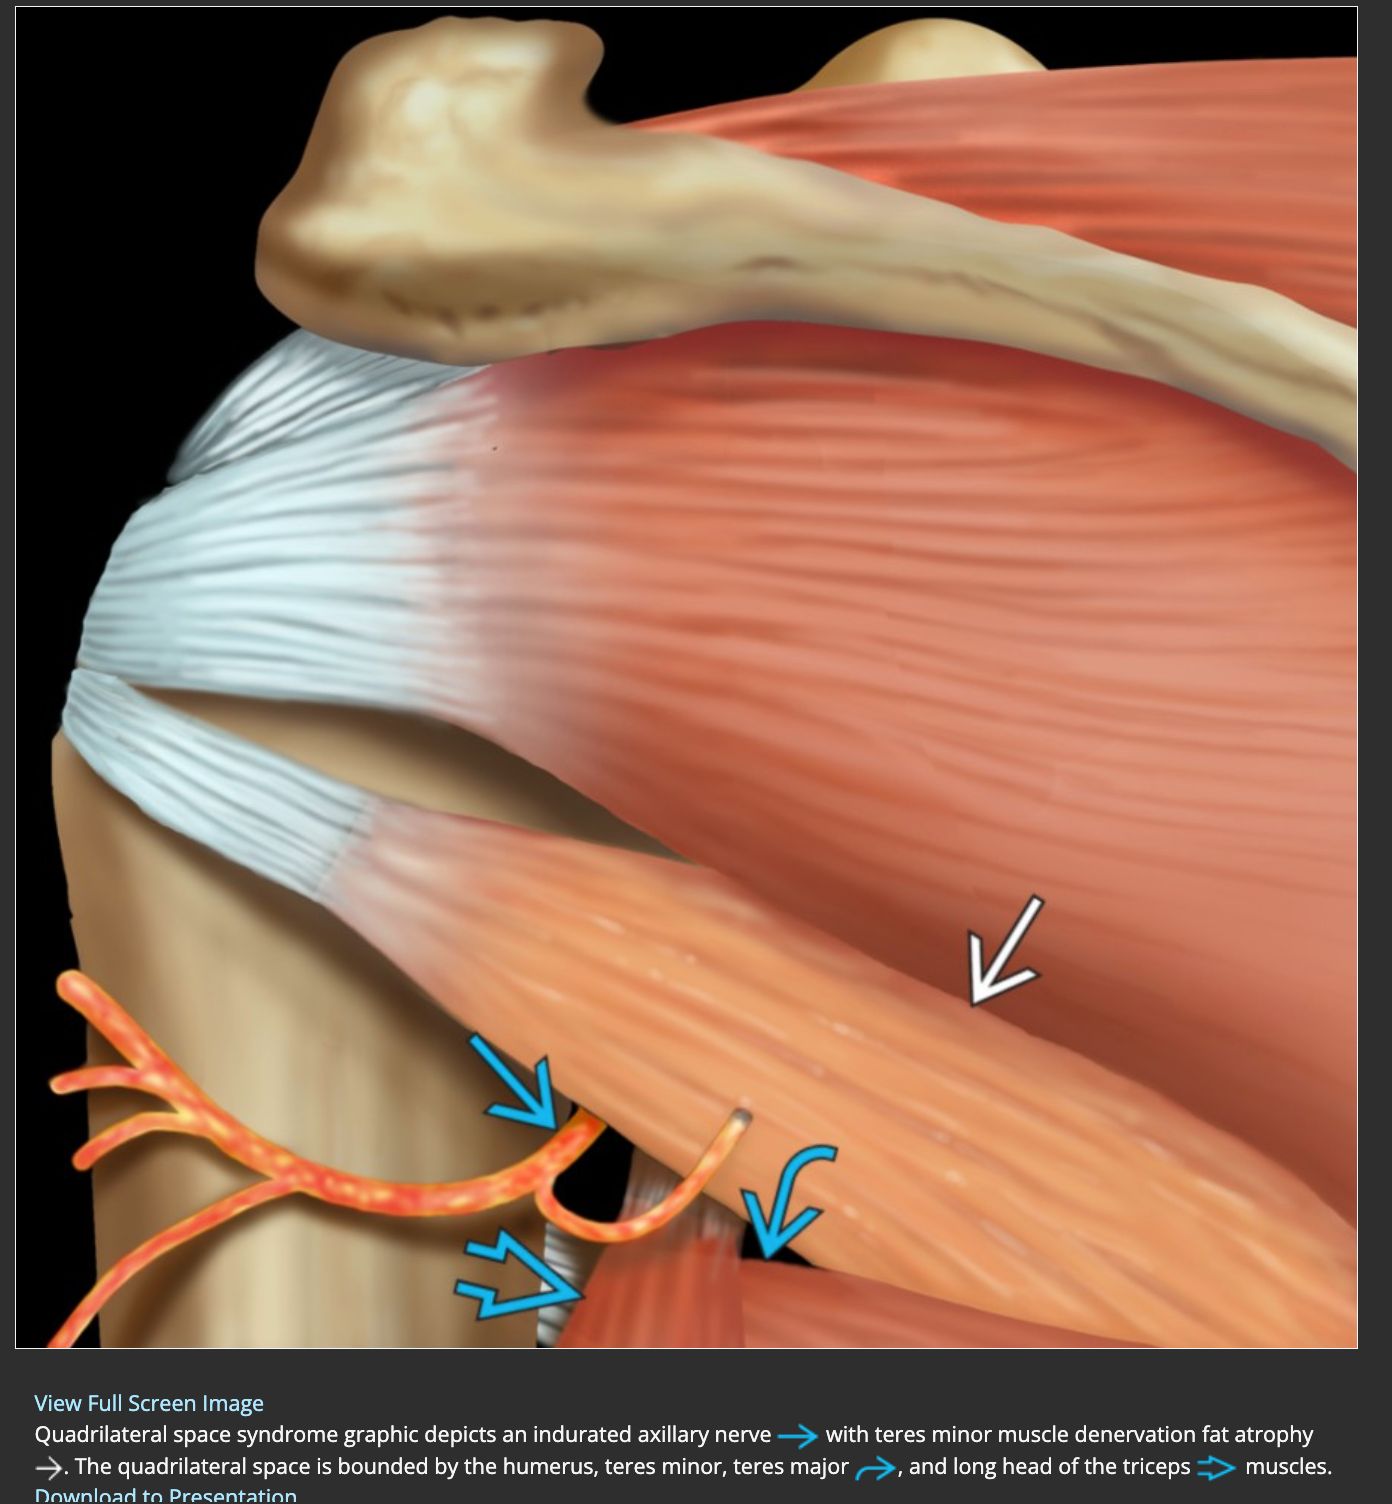 View Full Screen Image
Quadrilateral space syndrome graphic depicts an indurated axillary nerve → with teres minor muscle denervation fat atrophy
→. The quadrilateral space is bounded by the humerus, teres minor, teres major ↷, and long head of the triceps ⇒ muscles.
Download to Presentation